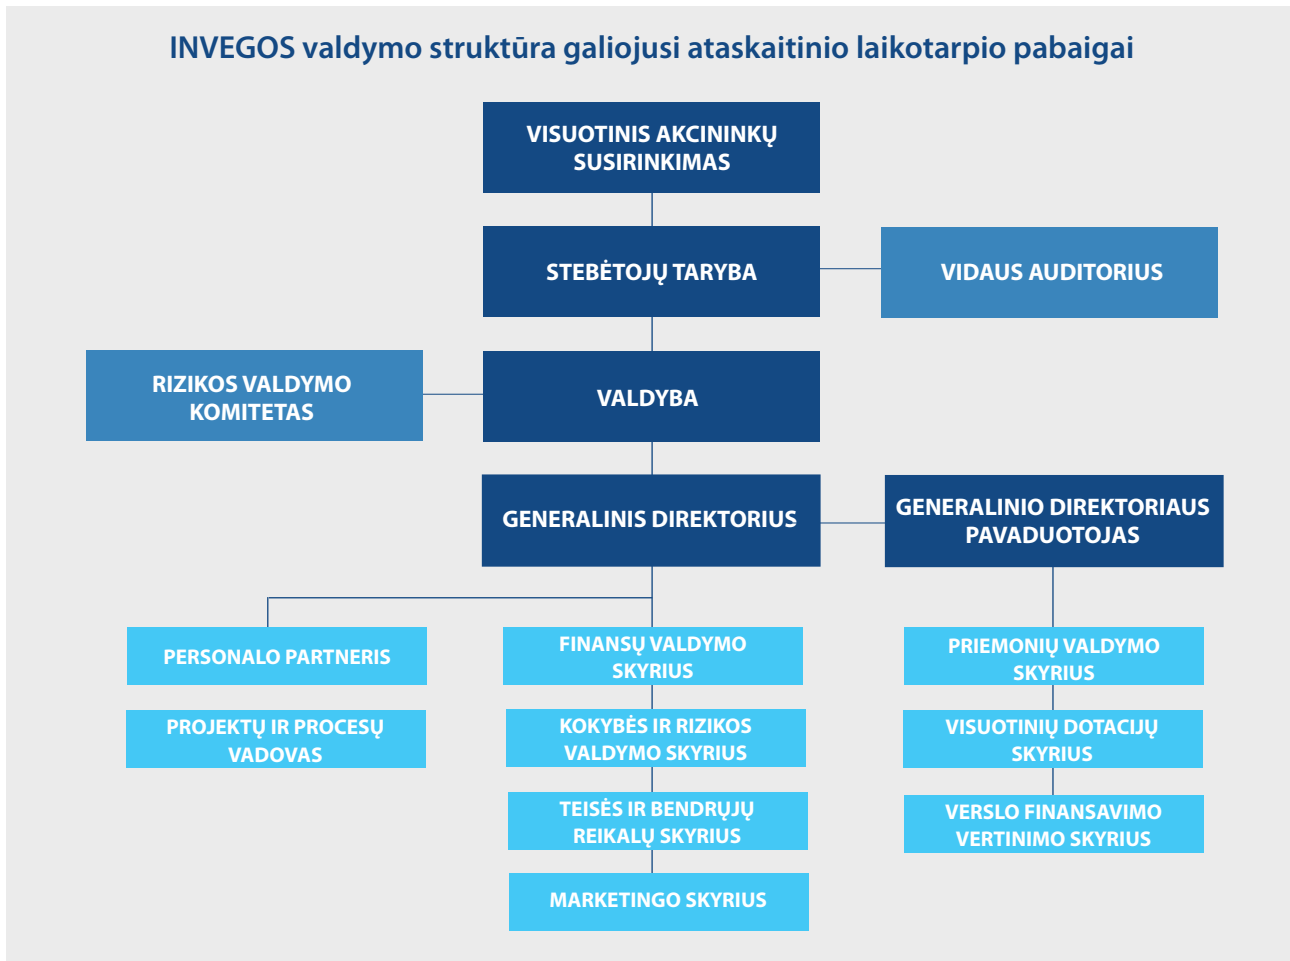 INVEGOS valdymo struktūra galiojusi ataskaitinio laikotarpio pabaigai
VISUOTINIS AKCININKŲ
SUSIRINKIMAS
STEBĖTOJŲ TARYBA
VIDAUS AUDITORIUS
RIZIKOS VALDYMO
KOMITETAS
VALDYBA
GENERALINIS DIREKTORIUS
GENERALINIO DIREKTORIAUS
PAVADUOTOJAS
PERSONALO PARTNERIS
FINANSŲ VALDYMO
SKYRIUS
PRIEMONIŲ VALDYMO
SKYRIUS
PROJEKTŲ IR PROCESŲ
VADOVAS
KOKYBĖS IR RIZIKOS
VALDYMO SKYRIUS
VISUOTINIŲ DOTACIJŲ
SKYRIUS
TEISĖS IR BENDRŲJŲ
REIKALŲ SKYRIUS
VERSLO FINANSAVIMO
VERTINIMO SKYRIUS
MARKETINGO SKYRIUS